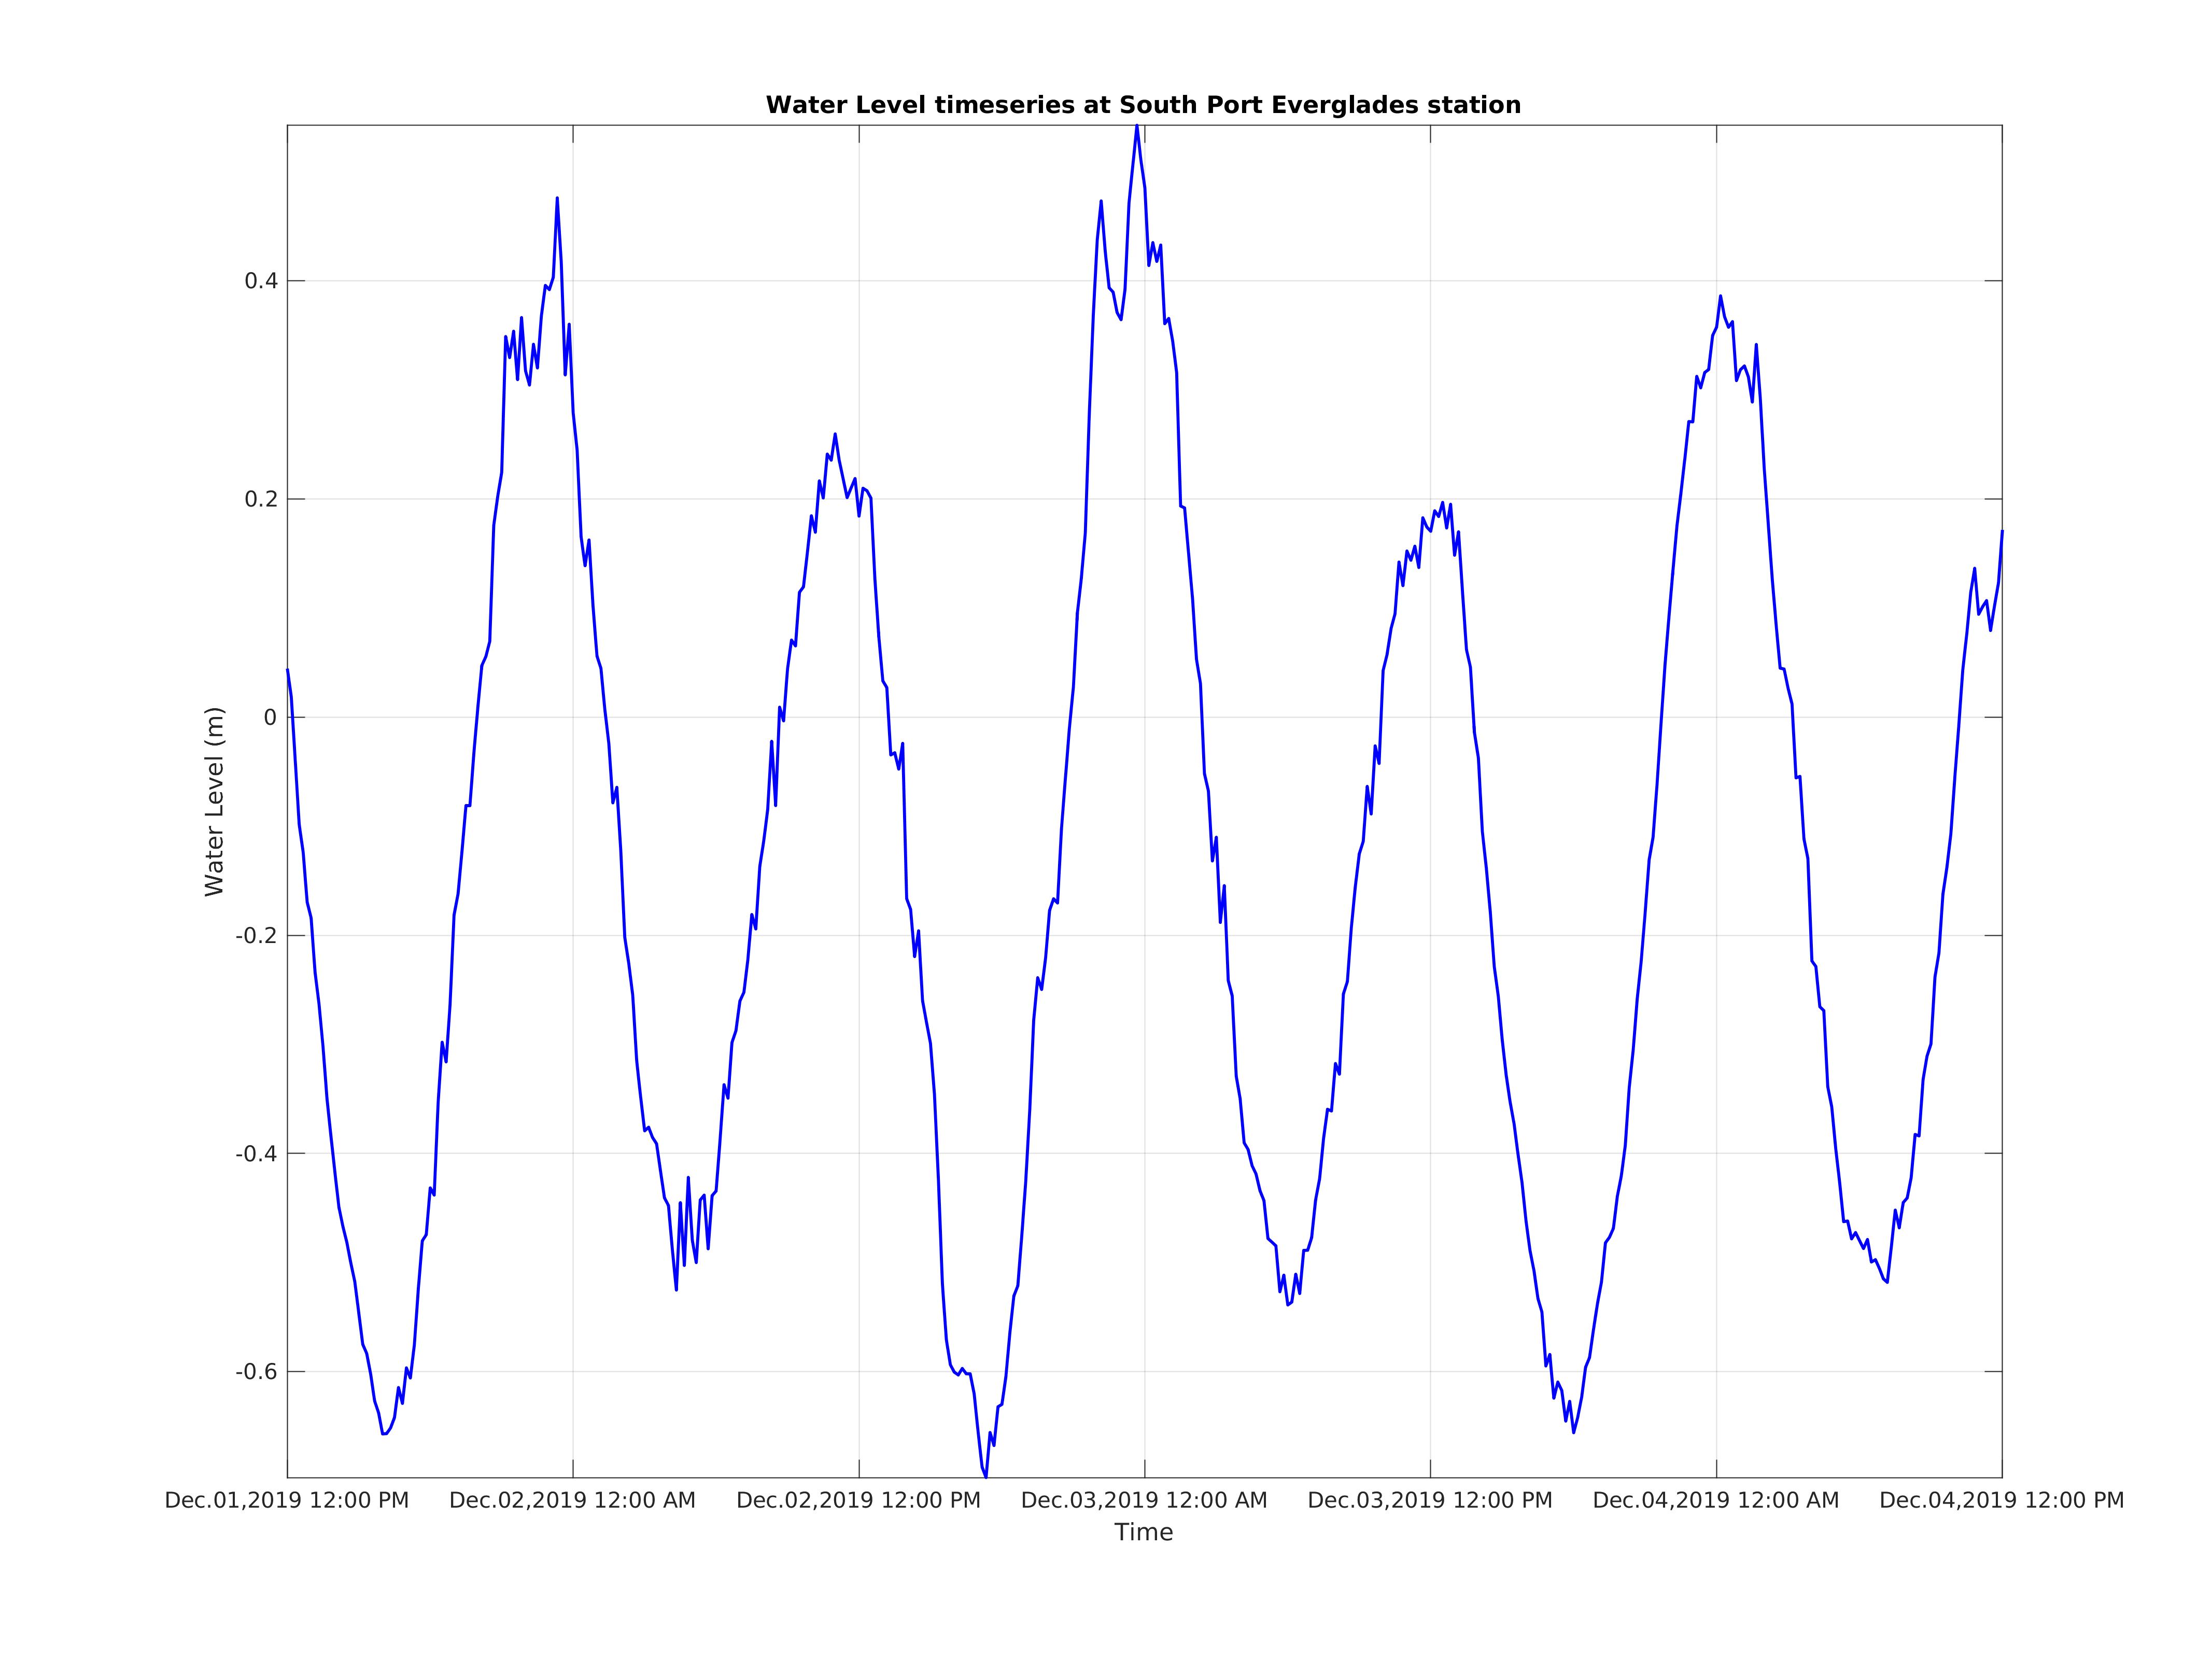 Water Level timeseries at South Port Everglades station
0.4
0.2
0
-0.2
-0.4
-0.6
Water Level (m)
Dec.01,2019 12:00 PM Dec.02,2019 12:00 AM Dec.02,2019 12:00 PM Dec.03,2019 12:00 AM Dec.03,2019 12:00 PM Dec.04,2019 12:00 AM Dec.04,2019 12:00 PM
Time